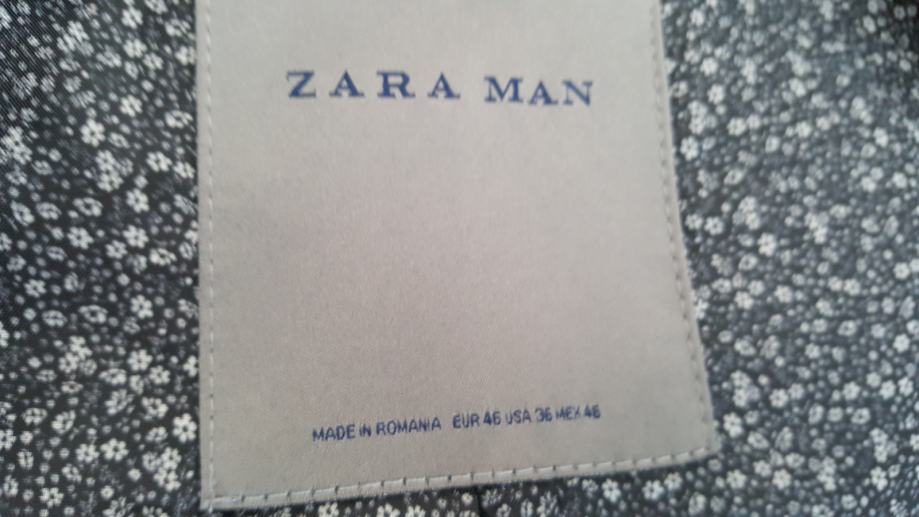 ZARA MAN
MADE IN ROMANIA EUR 46 USA 36 MEX 46